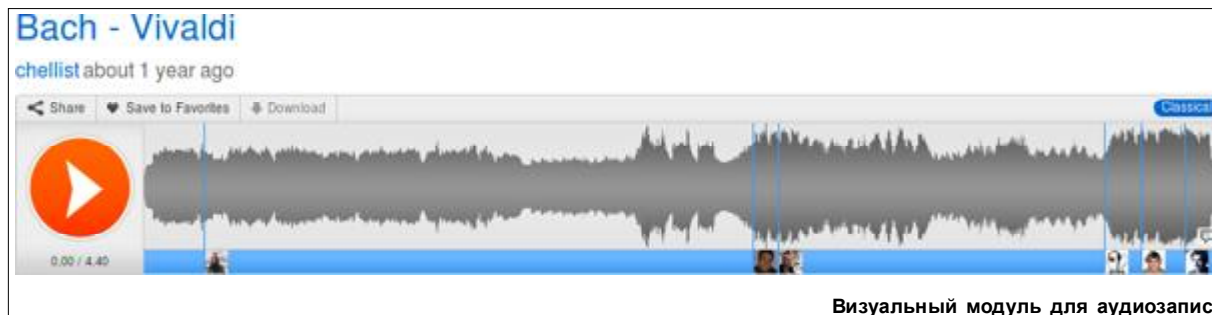 Bach - Vivaldi
chellist about 1 year ago
Share Save to Favorites Download Classical
0.00 / 4.40
Визуальный модуль для аудиозапис